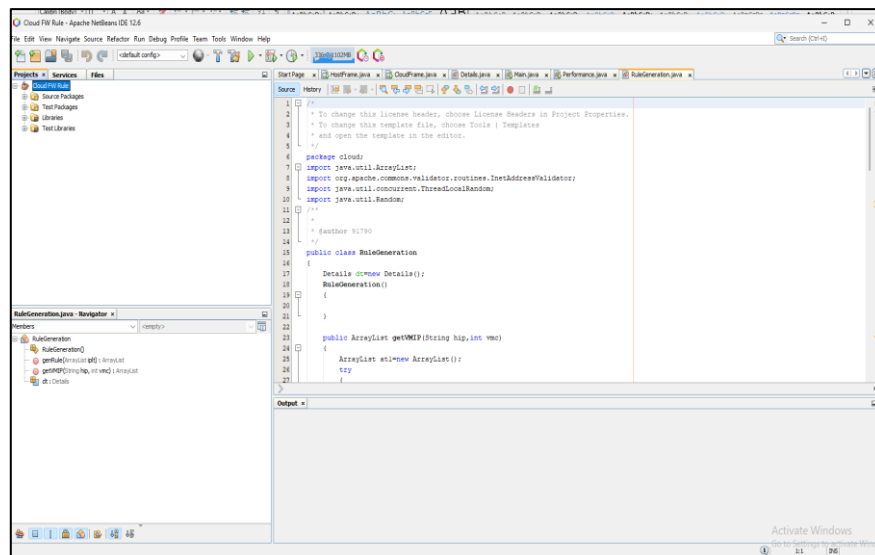 Cloud FW Rule - Apache NetBeans IDE 12.6
File Edit View Navigate Source Refactor Run Debug Profile Team Tools Window Help
Search (Ctrl+I)
<default config>
Projects × Services Files
Cloud FW Rule
Source Packages
Test Packages
Libraries
Test Libraries
Start Page × HostFrame.java × CloudFrame.java × Details.java × Main.java × Performance.java × RuleGeneration.java ×
Source History
1 /*
2 * To change this license header, choose License Headers in Project Properties.
3 * To change this template file, choose Tools | Templates
4 * and open the template in the editor.
5 */
6 package cloud;
7 import java.util.ArrayList;
8 import org.apache.commons.validator.routines.InetAddressValidator;
9 import java.util.concurrent.ThreadLocalRandom;
10 import java.util.Random;
11 /**
12 *
13 * @author 91790
14 */
15 public class RuleGeneration
16 {
17 Details dt=new Details();
18 RuleGeneration()
19 {
20
21 }
22
23 public ArrayList getVMIP(String hip,int vmc)
24 {
25 ArrayList at1=new ArrayList();
26 try
27 {
RuleGeneration.java - Navigator ×
Members <empty>
RuleGeneration
RuleGeneration()
genRule(ArrayList iplt) : ArrayList
getVMIP(String hip, int vmc) : ArrayList
dt : Details
Output ×
Activate Windows
Go to Settings to activate Win
1:1 INS